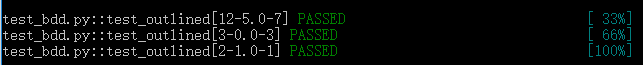 test_bdd.py::test_outlined[12-5.0-7] PASSED [ 33%]
test_bdd.py::test_outlined[3-0.0-3] PASSED [ 66%]
test_bdd.py::test_outlined[2-1.0-1] PASSED [100%]